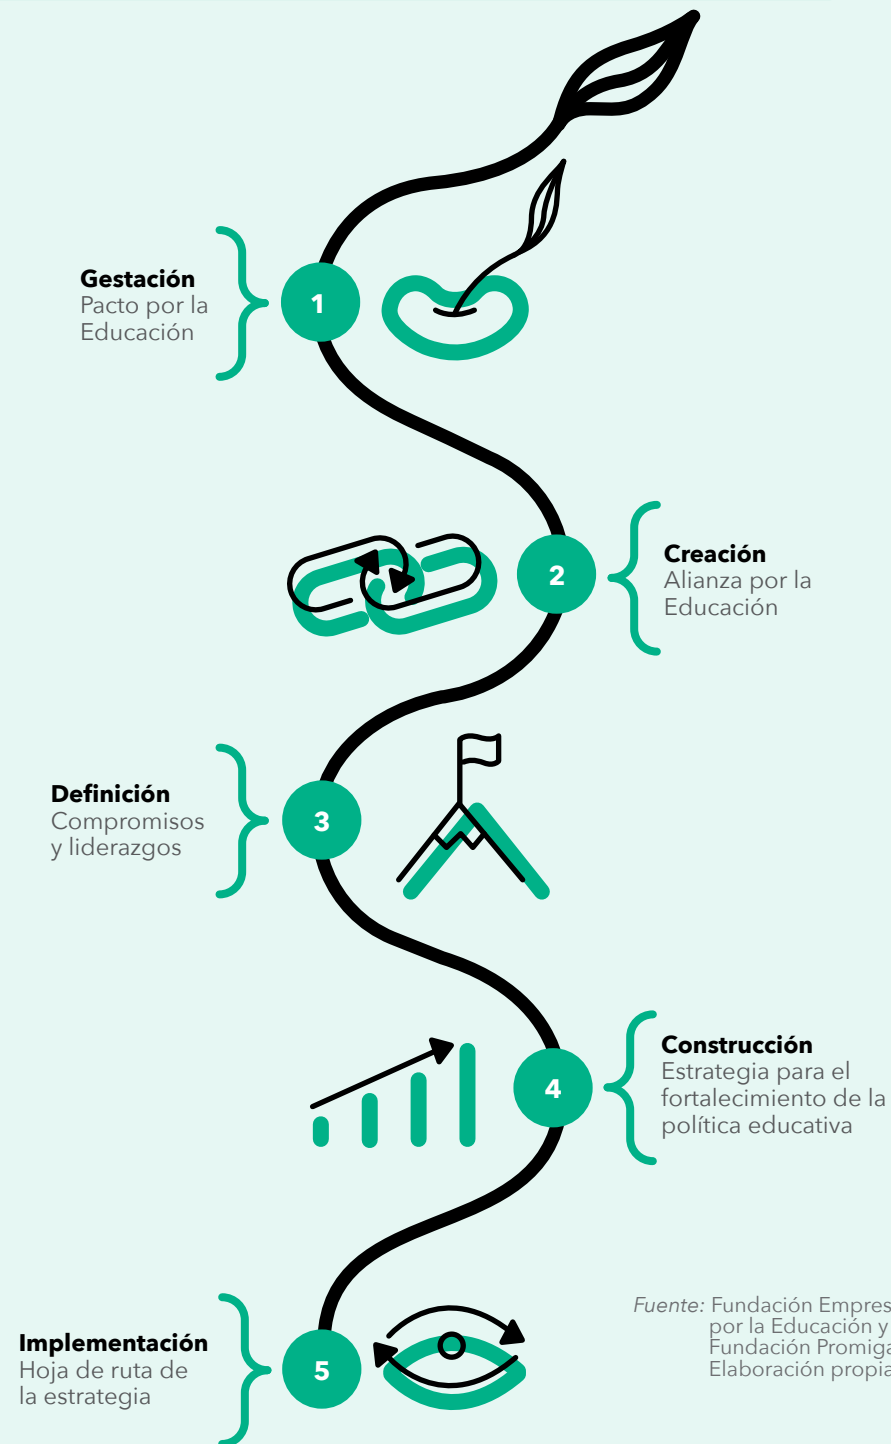 1
Gestación
Pacto por la
Educación
2
Creación
Alianza por la
Educación
3
Definición
Compromisos
y liderazgos
4
Construcción
Estrategia para el
fortalecimiento de la
política educativa
5
Implementación
Hoja de ruta de
la estrategia
Fuente: Fundación
por la Educación y
Fundación
Elaboración propia